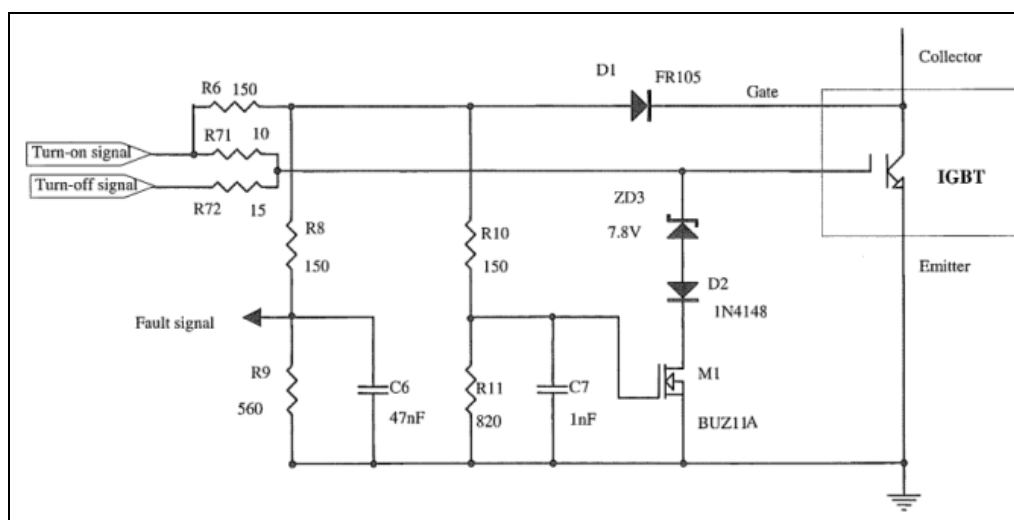 Collector
D1
FR105
R6 150
Gate
R71 10
Turn-on signal
Turn-off signal
IGBT
R72 15
ZD3
7.8V
R8
150
R10
150
Emitter
D2
1N4148
Fault signal
R9
560
C6
47nF
R11
820
C7
1nF
M1
BUZ11A